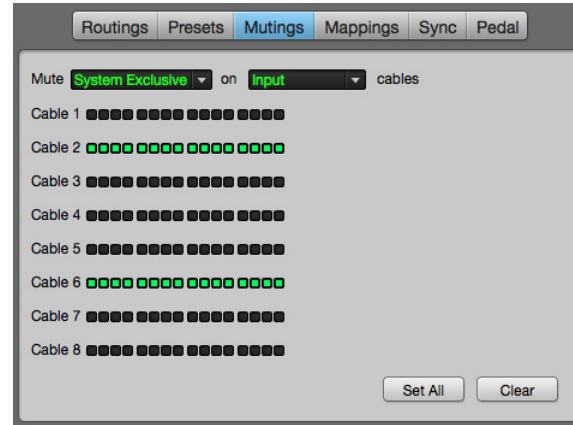 Routings Presets Mutings Mappings Sync Pedal
Mute System Exclusive on Input cables
Cable 1
Cable 2
Cable 3
Cable 4
Cable 5
Cable 6
Cable 7
Cable 8
Set All Clear